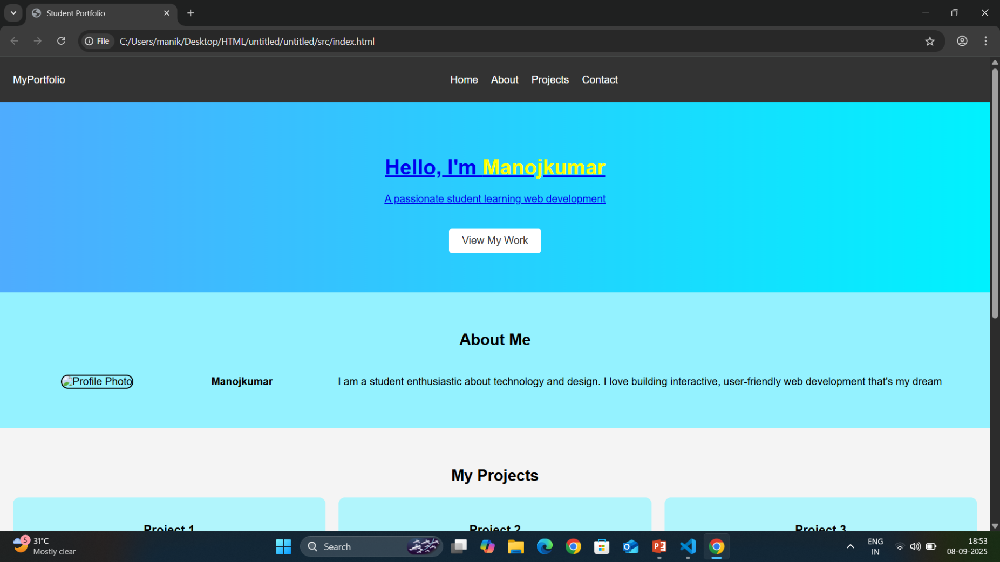 Student Portfolio
File C:/Users/manik/Desktop/HTML/untitled/untitled/src/index.html
MyPortfolio Home About Projects Contact
Hello, I'm Manojkumar
A passionate student learning web development
View My Work
About Me
Profile Photo Manojkumar I am a student enthusiastic about technology and design. I love building interactive, user-friendly web development that's my dream
My Projects
Project 1 Project 2 Project 3
5 31°C
Mostly clear
Search
ENG
IN
18:53
08-09-2025